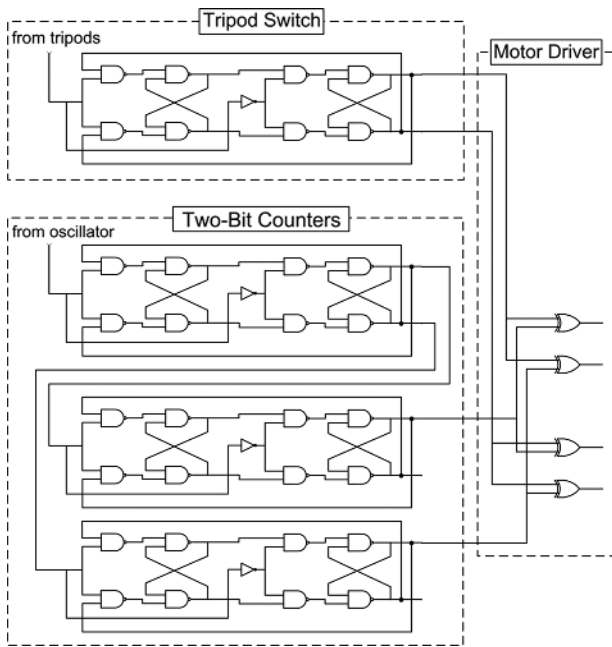 Tripod Switch
from tripods
Motor Driver
Two-Bit Counters
from oscillator